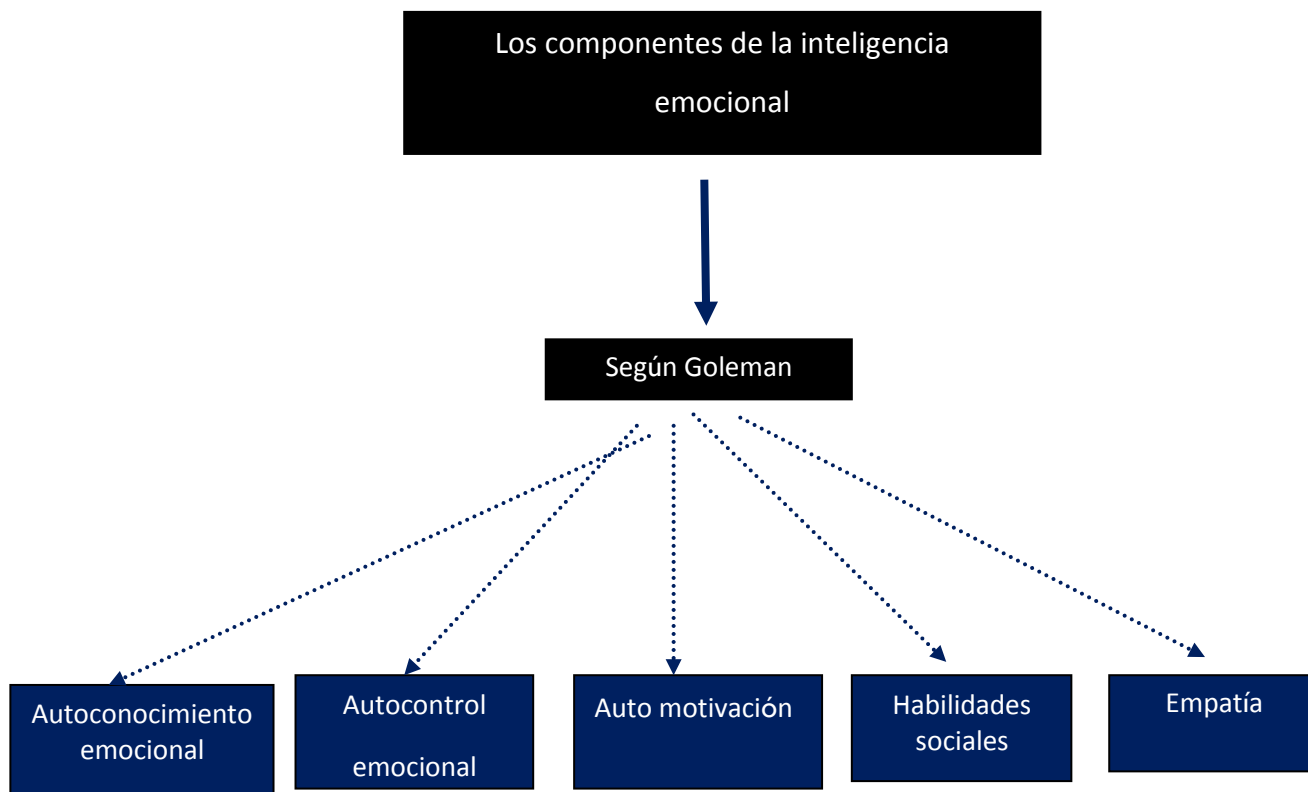 Los componentes de la inteligencia
emocional
Según Goleman
Autoconocimiento
emocional
Autocontrol
emocional
Auto motivación
Habilidades
sociales
Empatía